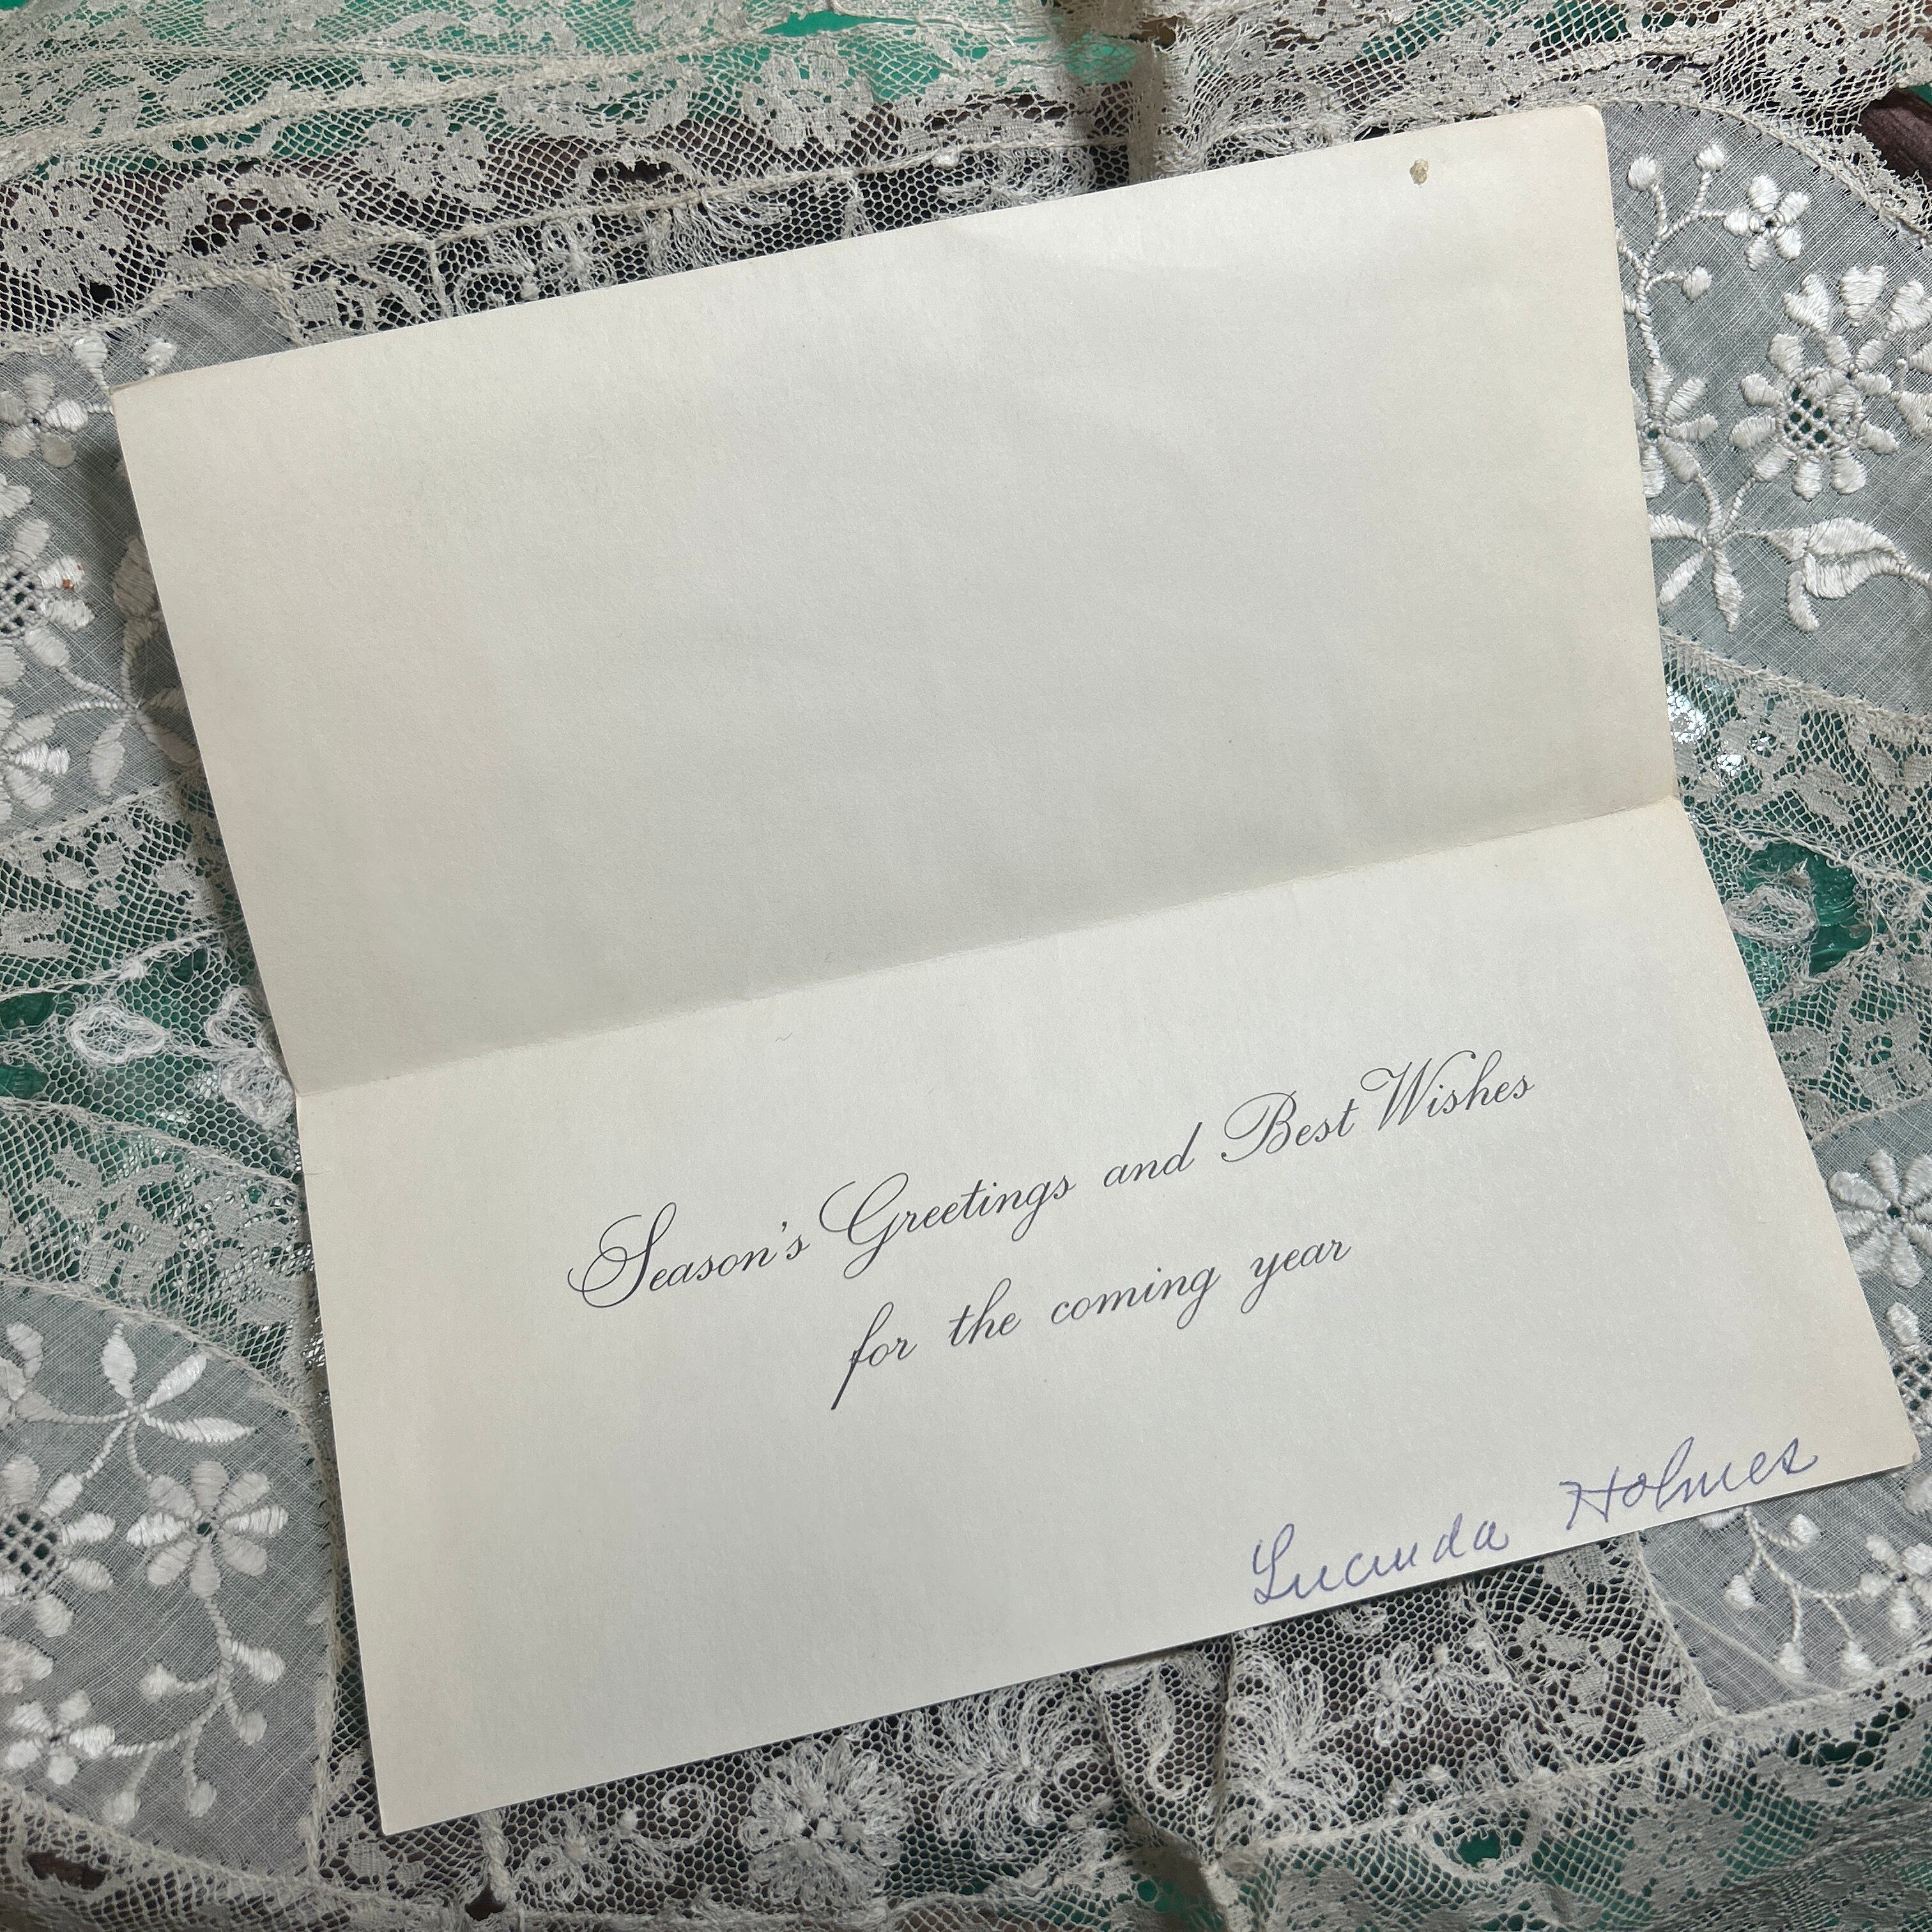 Season's Greetings and Best Wishes
for the coming year
Lucinda Holmes